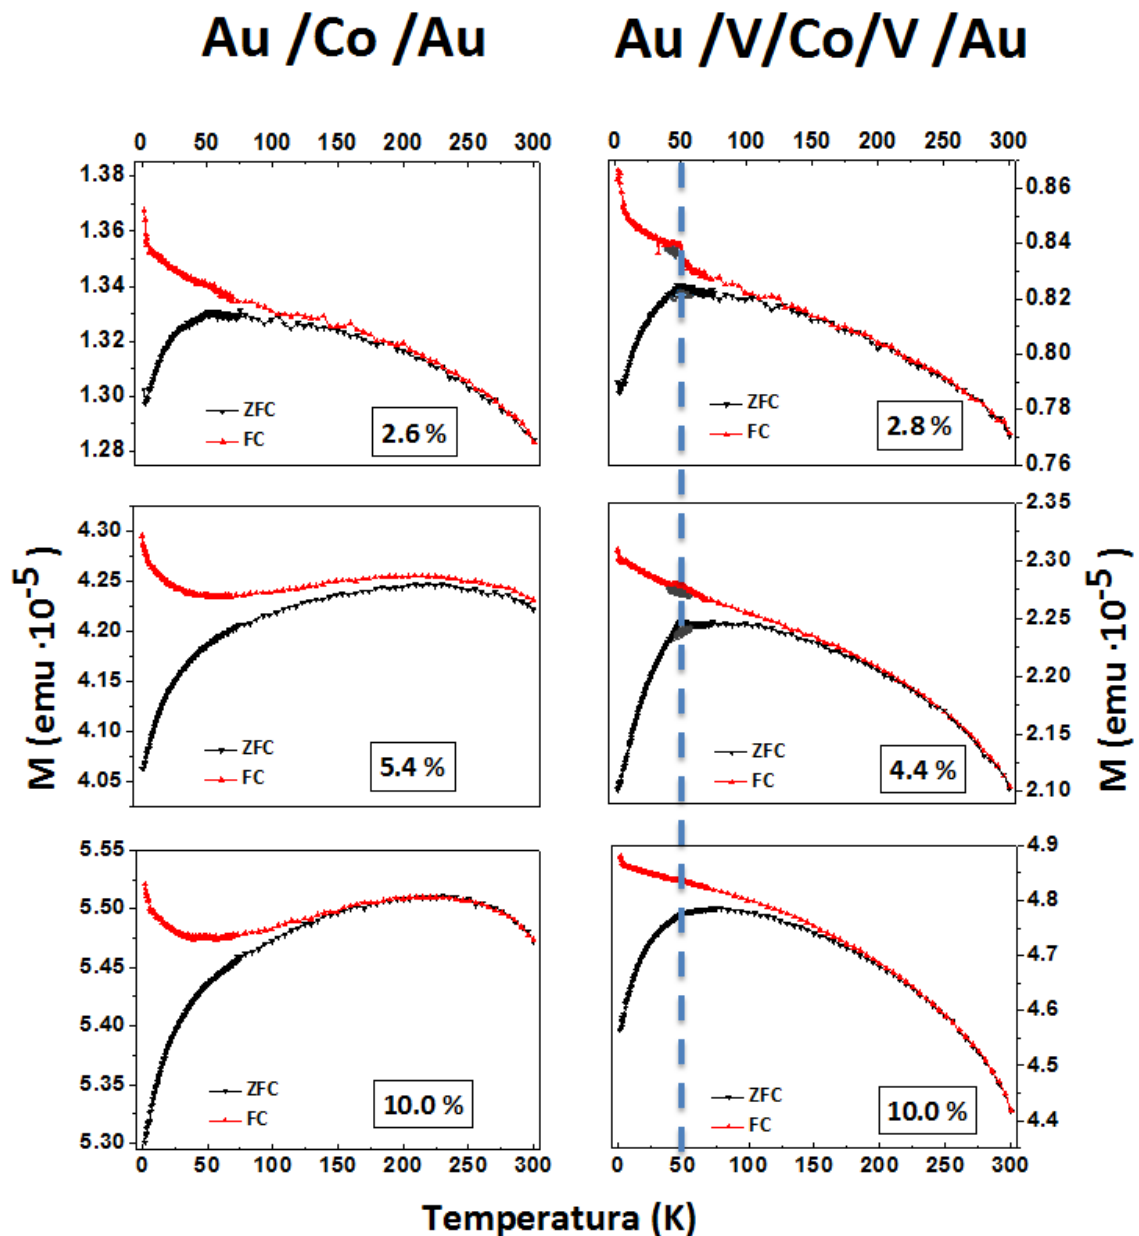 Au /Co /Au
Au /V/Co/V /Au
0 50 100 150 200 250 300
0 50 100 150 200 250 300
1.38
1.36
1.34
1.32
1.30
1.28
ZFC
FC
2.6 %
0.86
0.84
0.82
0.80
0.78
0.76
ZFC
FC
2.8 %
M (emu ·10-5 )
4.30
4.25
4.20
4.15
4.10
4.05
ZFC
FC
5.4 %
2.35
2.30
2.25
2.20
2.15
2.10
ZFC
FC
4.4 %
M (emu ·10-5 )
5.55
5.50
5.45
5.40
5.35
5.30
ZFC
FC
10.0 %
4.9
4.8
4.7
4.6
4.5
4.4
ZFC
FC
10.0 %
0 50 100 150 200 250 300
0 50 100 150 200 250 300
Temperatura (K)